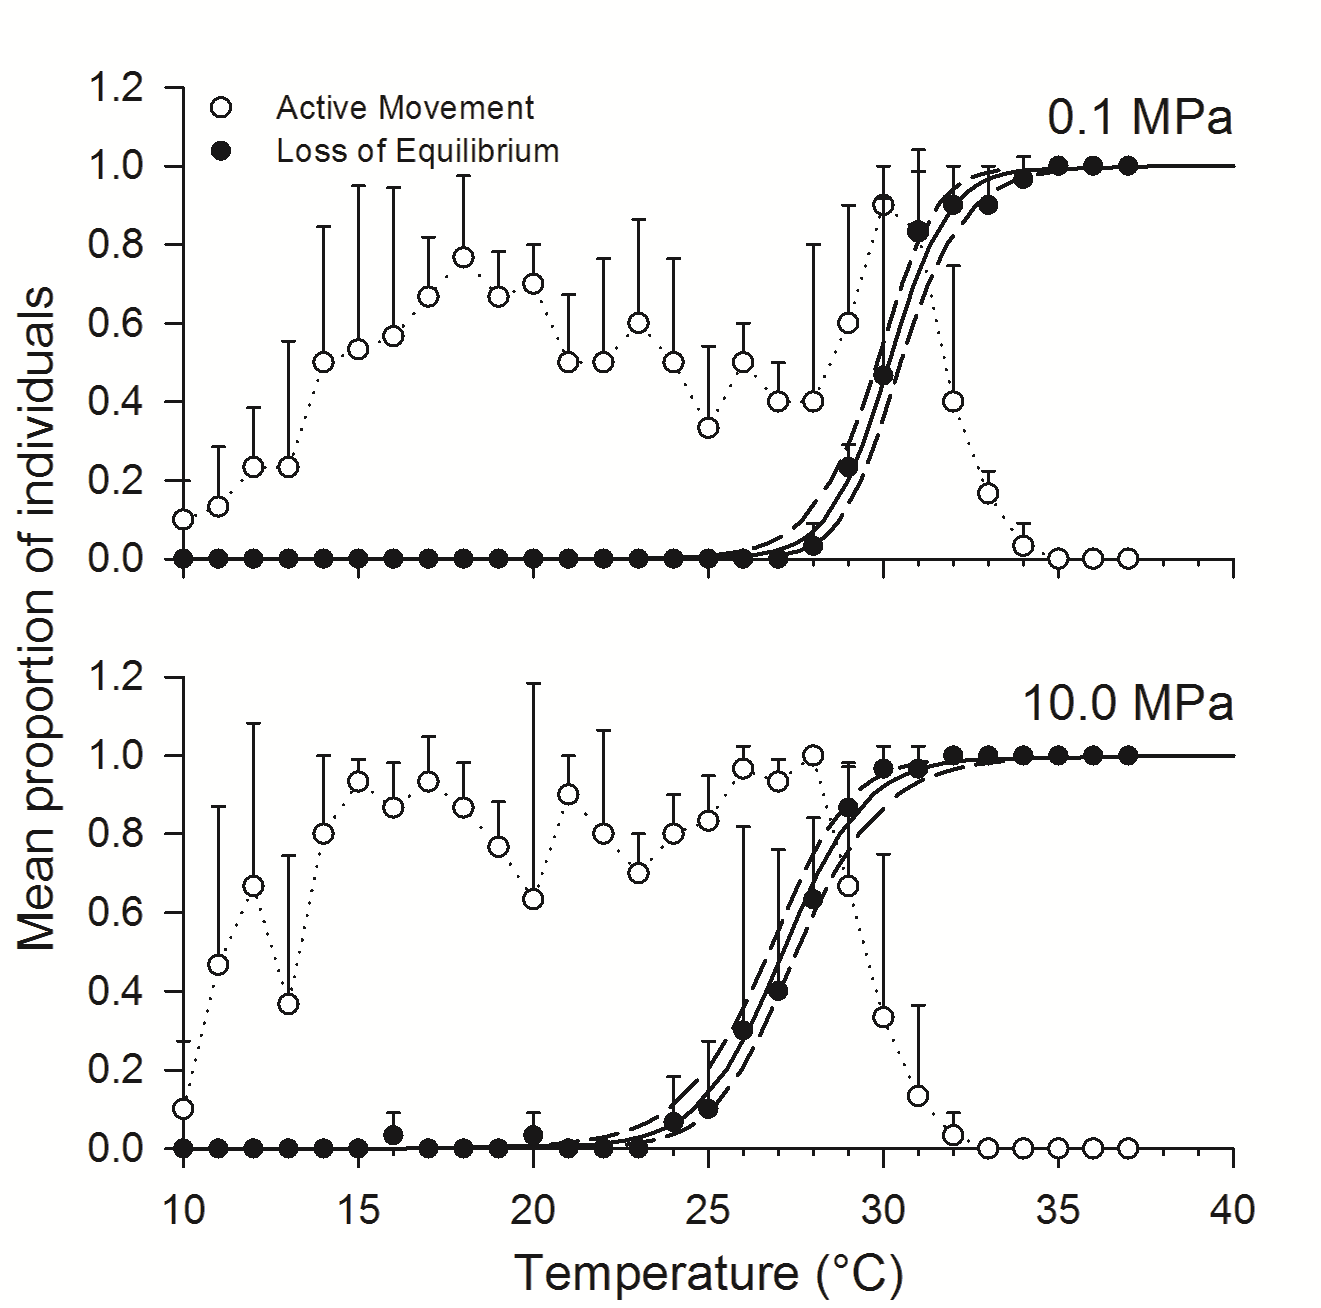 1.2
Active Movement
0.1 MPa
Loss of Equilibrium
1.0
0.8
0.6
0.4
0.2
0.0
Mean proportion of individuals
1.2
10.0 MPa
1.0
0.8
0.6
0.4
0.2
0.0
10 15 20 25 30 35 40
Temperature (°C)